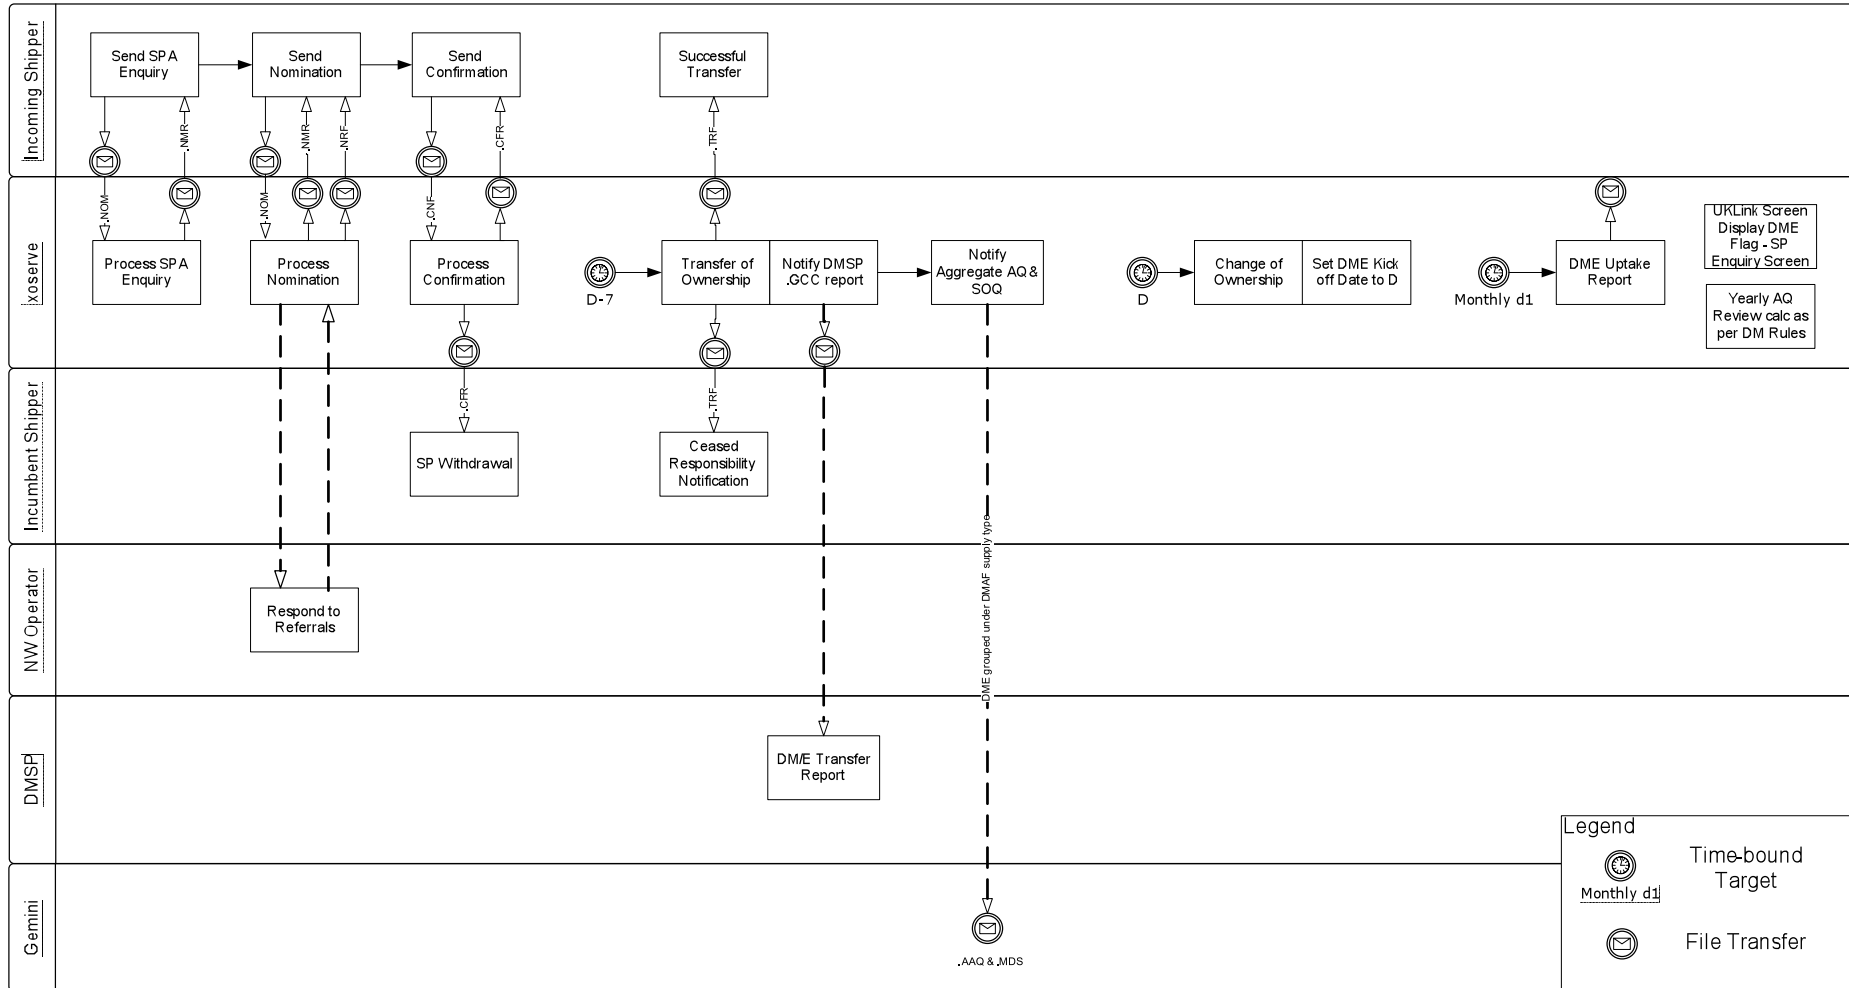 Incoming Shipper
Send SPA
Enquiry
Send
Nomination
Send
Confirmation
Successful
Transfer
.NMR
.NMR
.NRF
.CFR
.TRF
xoserve
.NOM
.NOM
.CNF
Process SPA
Enquiry
Process
Nomination
Process
Confirmation
D-7
Transfer of
Ownership
Notify DMSP
.GCC report
Notify
Aggregate AQ &
SOQ
D
Change of
Ownership
Set DME Kick
off Date to D
Monthly d1
DME Uptake
Report
UKLink Screen
Display DME
Flag - SP
Enquiry Screen
Yearly AQ
Review calc as
per DM Rules
Incumbent Shipper
.CFR
.TRF
SP Withdrawal
Ceased
Responsibility
Notification
DME grouped under DMAF supply type
NW Operator
Respond to
Referrals
DMSP
DM/E Transfer
Report
Gemini
.AAQ & .MDS
Legend
Monthly d1
Time-bound
Target
File Transfer